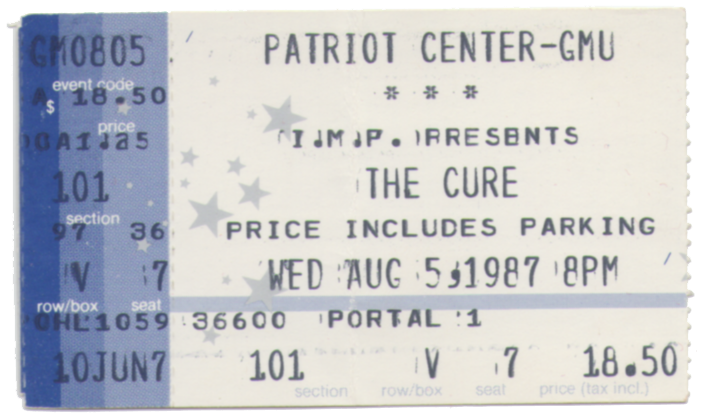 GM0805 PATRIOT CENTER-GMU
event code
$ A 18.50 * * *
price
I.M.P. PRESENTS
101 THE CURE
section
97 36 PRICE INCLUDES PARKING
V 7 WED AUG 5, 1987 8PM
row/box seat
36600 PORTAL 1
10JUN7 101 V 7 18.50
section row/box seat price (tax incl.)